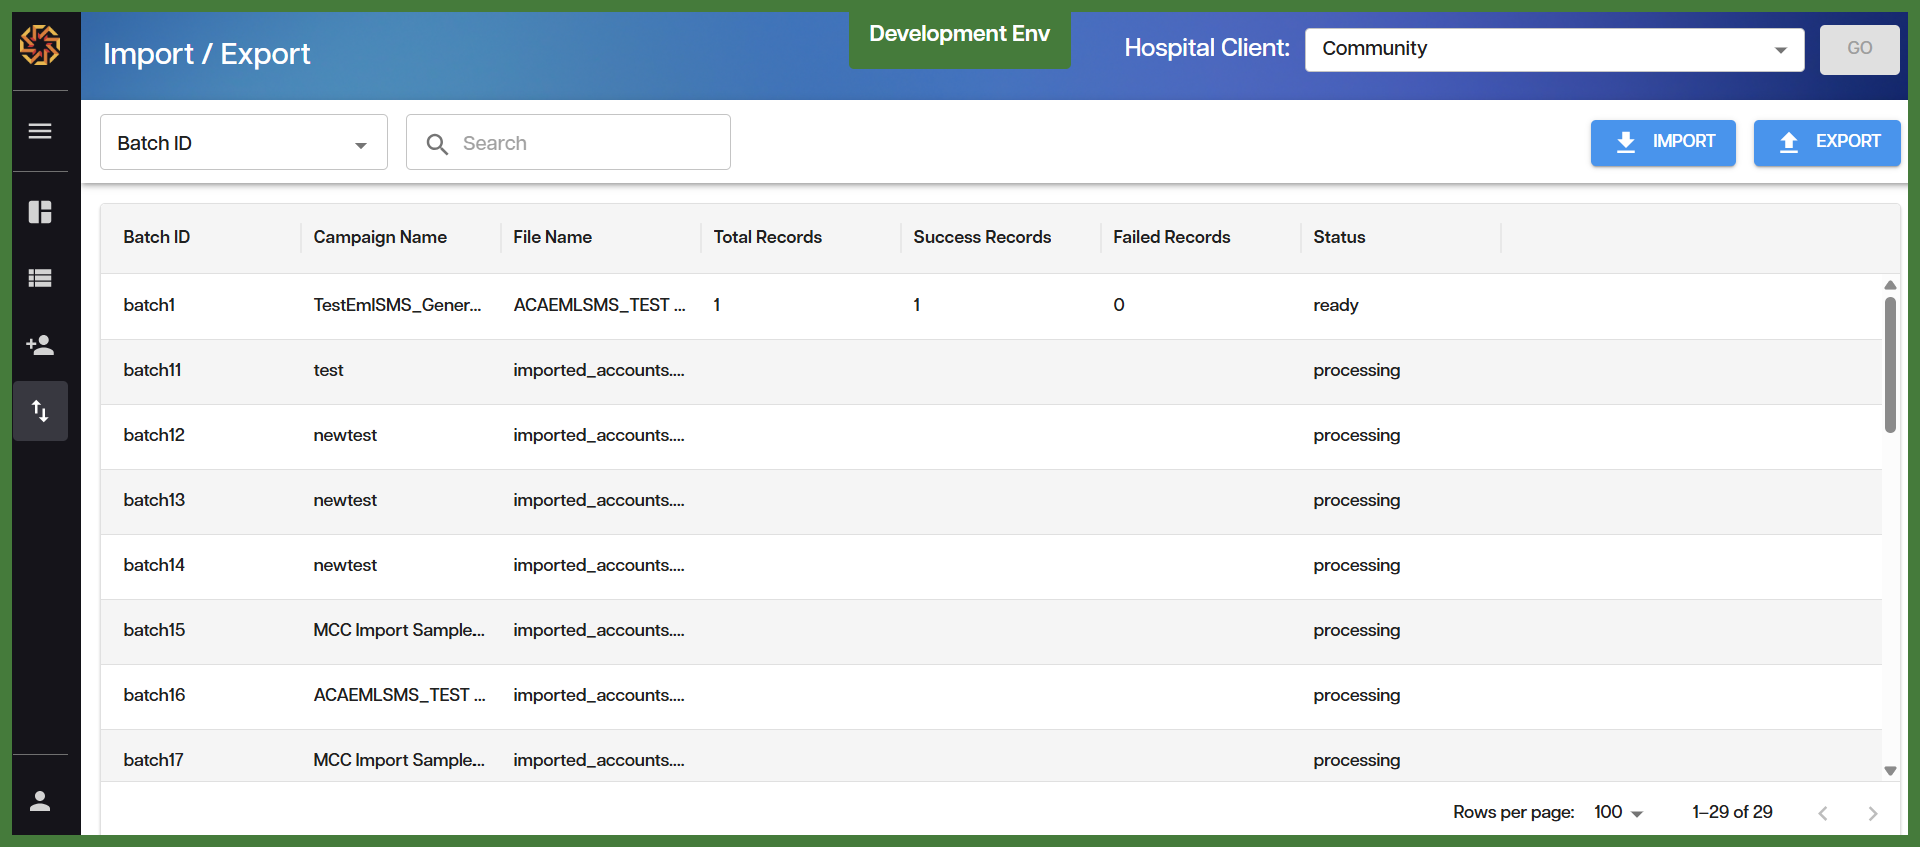 Import / Export
Development Env
Hospital Client:
Community
GO
Batch ID
Search
IMPORT
EXPORT
Batch ID Campaign Name File Name Total Records Success Records Failed Records Status
batch1 TestEmlSMS_Gener... ACAEMLSMS_TEST ... 1 1 0 ready
batch11 test imported_accounts.... processing
batch12 newtest imported_accounts.... processing
batch13 newtest imported_accounts.... processing
batch14 newtest imported_accounts.... processing
batch15 MCC Import Sample... imported_accounts.... processing
batch16 ACAEMLSMS_TEST ... imported_accounts.... processing
batch17 MCC Import Sample... imported_accounts.... processing
Rows per page: 100 1–29 of 29